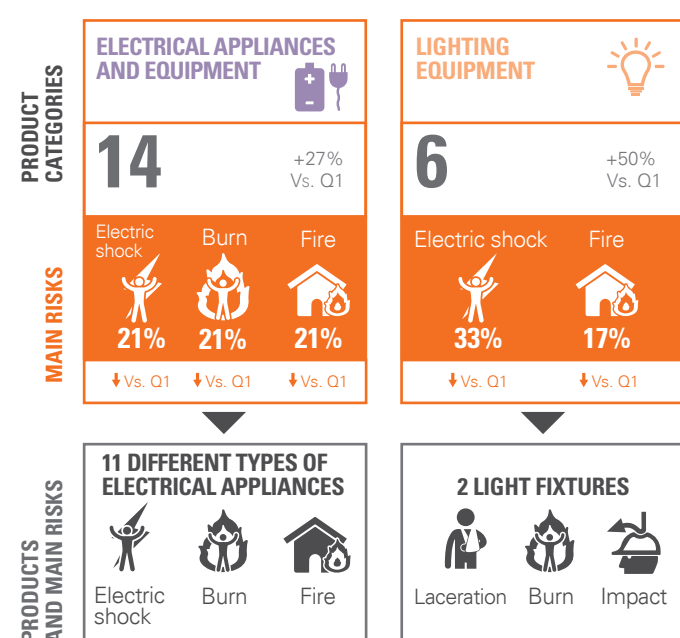 PRODUCT
CATEGORIES
ELECTRICAL APPLIANCES
AND EQUIPMENT
14
+27%
Vs. Q1
LIGHTING
EQUIPMENT
6
+50%
Vs. Q1
MAIN RISKS
Electric
shock
Burn
Fire
21%
21%
21%
Vs. Q1
Vs. Q1
Vs. Q1
Electric shock
Fire
33%
17%
Vs. Q1
Vs. Q1
PRODUCTS
AND MAIN RISKS
11 DIFFERENT TYPES OF
ELECTRICAL APPLIANCES
Electric
shock
Burn
Fire
2 LIGHT FIXTURES
Laceration
Burn
Impact